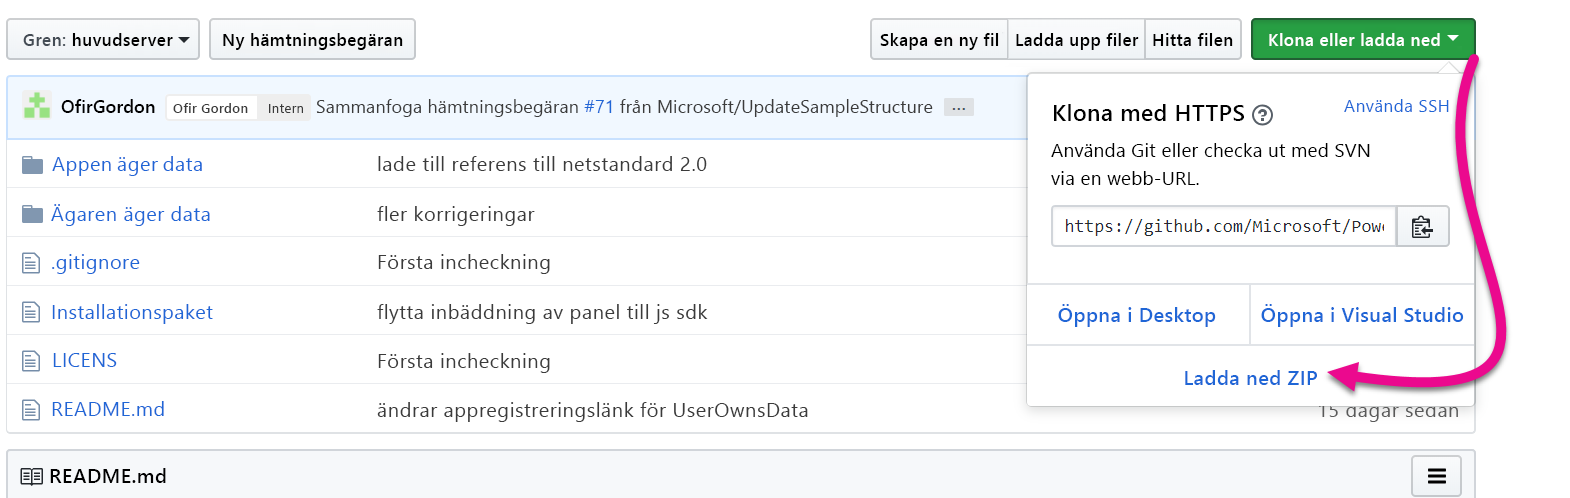 Gren: huvudserver
Ny hämtningsbegäran
Skapa en ny fil
Ladda upp filer
Hitta filen
Klona eller ladda ned
OfirGordon
Ofir Gordon
Intern
Sammanfoga hämtningsbegäran #71 från Microsoft/UpdateSampleStructure
...
Appen äger data
lade till referens till netstandard 2.0
Ägaren äger data
fler korrigeringar
.gitignore
Första incheckning
Installationspaket
flytta inbäddning av panel till js sdk
LICENS
Första incheckning
README.md
ändrar appregistreringslänk för UserOwnsData
15 dagar sedan
Klona med HTTPS ?
Använda SSH
Använda Git eller checka ut med SVN
via en webb-URL.
https://github.com/Microsoft/Pow
Öppna i Desktop
Öppna i Visual Studio
Ladda ned ZIP
README.md